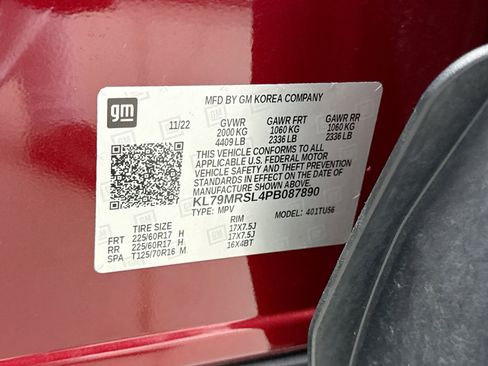 gm
MFD BY GM KOREA COMPANY
11/22 GVWR GAWR FRT GAWR RR
2000 KG 1060 KG 1060 KG
4409 LB 2336 LB 2336 LB
THIS VEHICLE CONFORMS TO ALL
APPLICABLE U.S. FEDERAL MOTOR
VEHICLE SAFETY AND THEFT PREVENTION
STANDARDS IN EFFECT ON THE DATE OF
MANUFACTURE SHOWN ABOVE.
KL79MRSL4PB087890
TYPE: MPV MODEL: 401TU56
TIRE SIZE RIM
FRT 225/60R17 H 17X7.5J
RR 225/60R17 H 17X7.5J
SPA T125/70R16 M 16X4BT